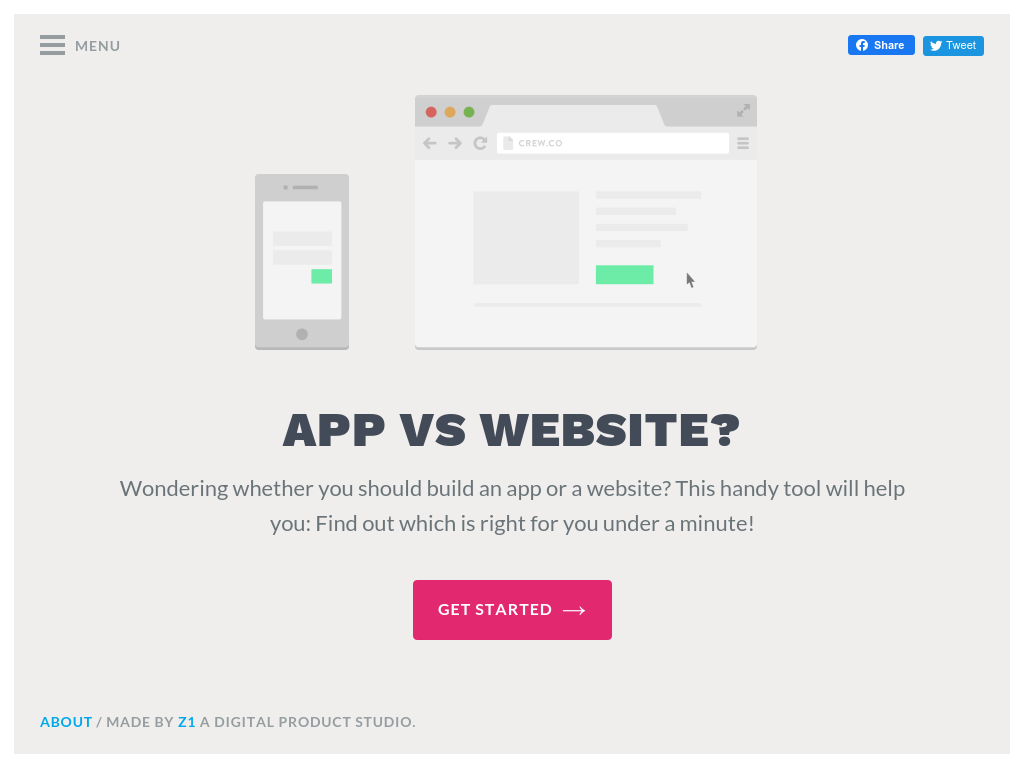 MENU
Share
Tweet
CREW.CO
APP VS WEBSITE?
Wondering whether you should build an app or a website? This handy tool will help
you: Find out which is right for you under a minute!
GET STARTED →
ABOUT / MADE BY Z1 A DIGITAL PRODUCT STUDIO.